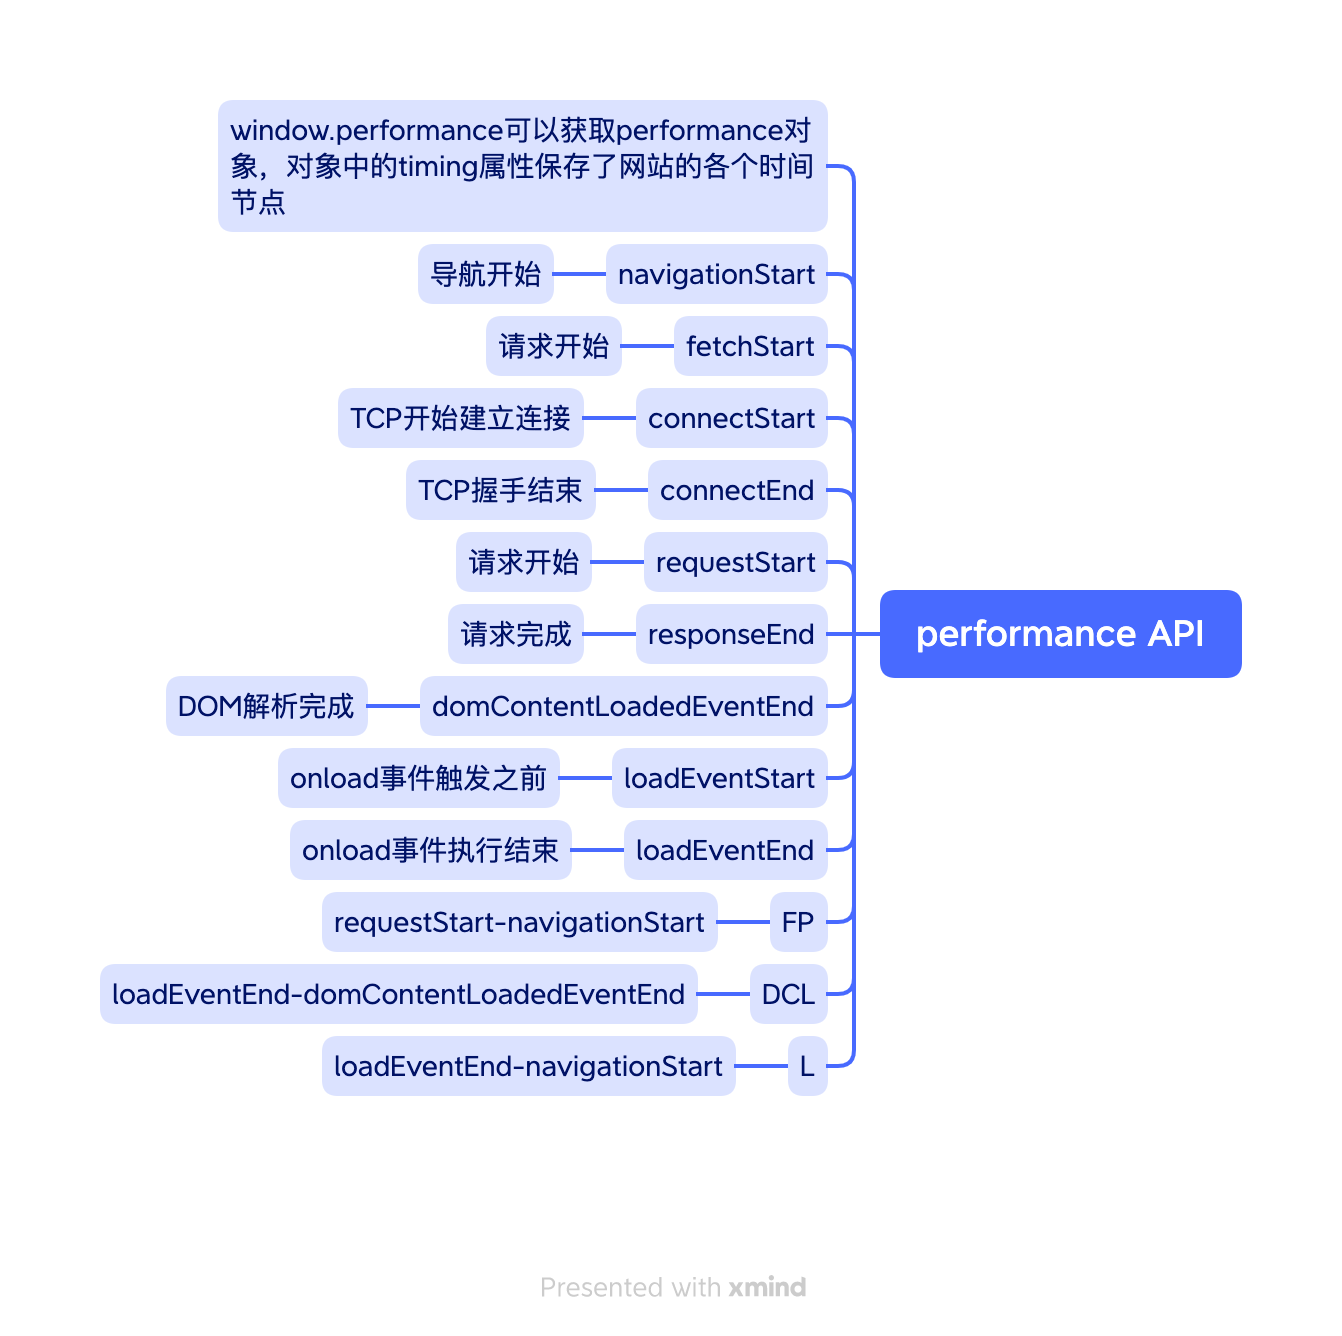 window.performance可以获取performance对
象，对象中的timing属性保存了网站的各个时间
节点
导航开始 navigationStart
请求开始 fetchStart
TCP开始建立连接 connectStart
TCP握手结束 connectEnd
请求开始 requestStart
请求完成 responseEnd
performance API
DOM解析完成 domContentLoadedEventEnd
onload事件触发之前 loadEventStart
onload事件执行结束 loadEventEnd
requestStart-navigationStart FP
loadEventEnd-domContentLoadedEventEnd DCL
loadEventEnd-navigationStart L
Presented with xmind